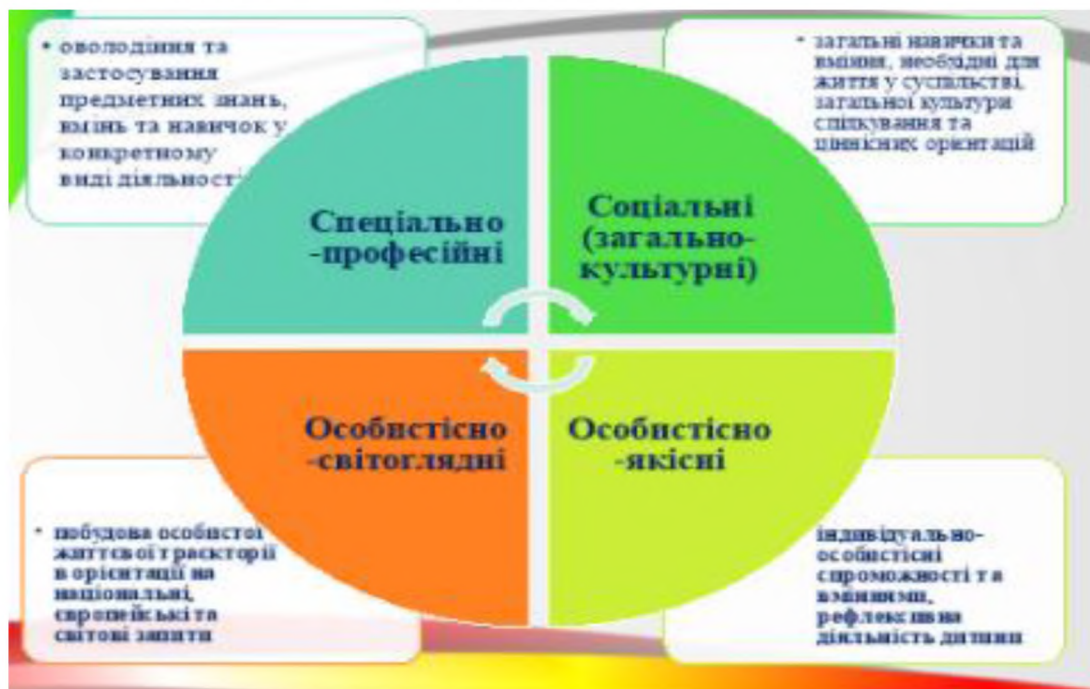 • оволодіння та
застосування
предметних знань,
вмінь та навичок у
конкретному
виді діяльності
• загальні навички та
вміння, необхідні для
життя у суспільстві,
загальної культури
спілкування та
ціннісних орієнтацій
Спеціально
-професійні
Соціальні
(загально-
культурні)
Особистісно
-світоглядні
Особистісно
-якісні
• побудова особистої
життєвої траєкторії
в орієнтації на
національні,
європейські та
світові запити
індивідуально-
особистісні
спроможності та
вміннями,
рефлексивна
діяльність дитини